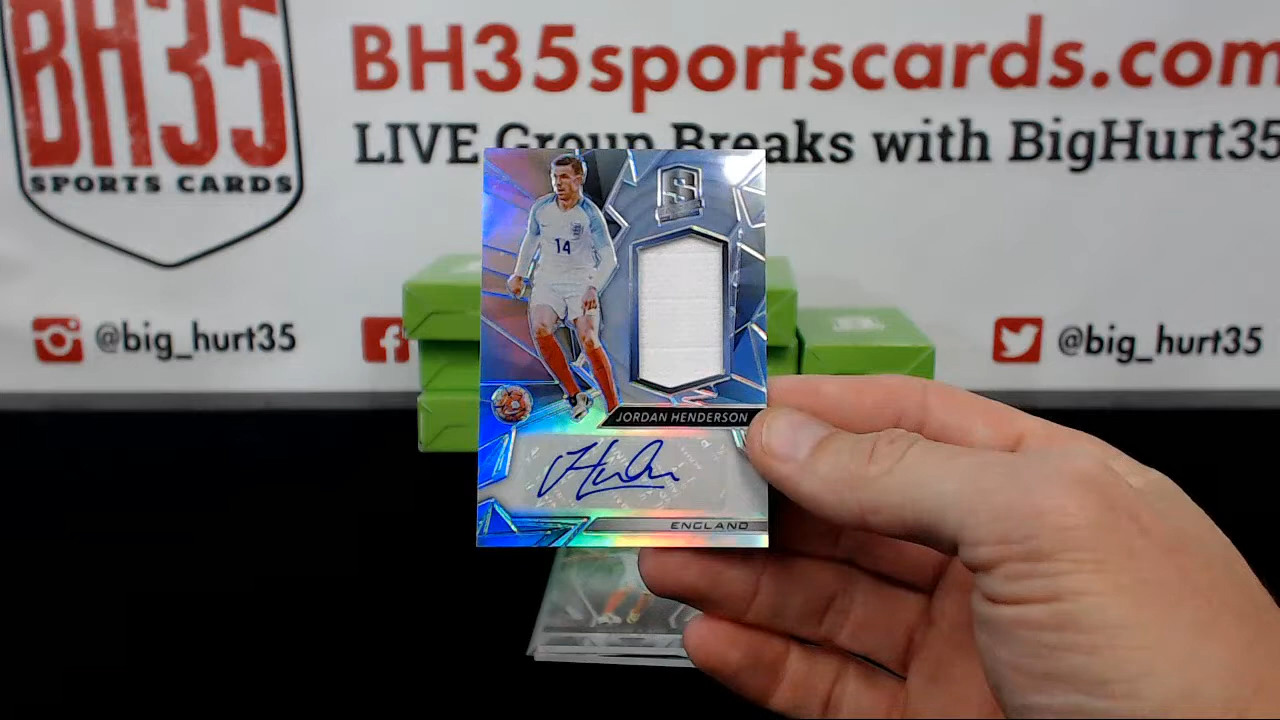 BH35
SPORTS CARDS
BH35sportscards.com
LIVE Group Breaks with BigHurt35
@big_hurt35
@big_hurt35
S
14
JORDAN HENDERSON
ENGLAND